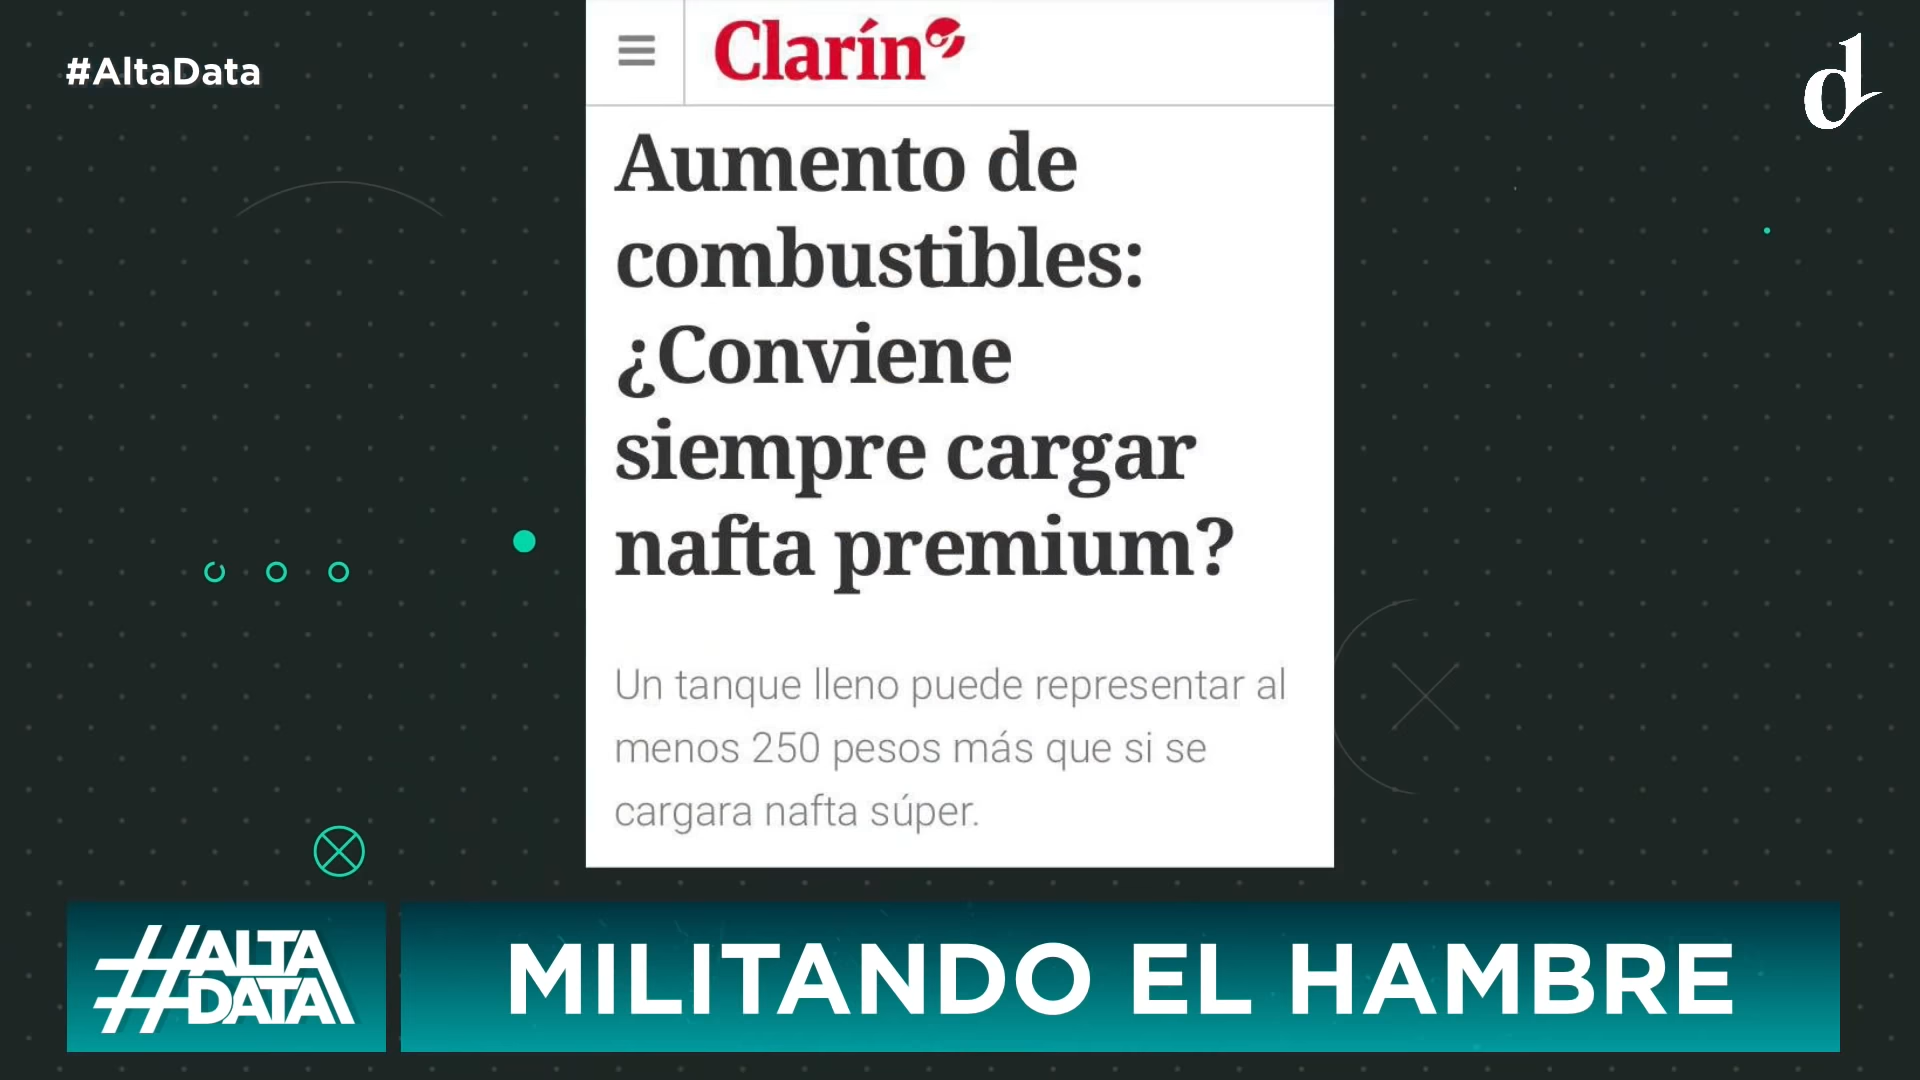 #AltaData
Clarín
d
Aumento de
combustibles:
¿Conviene
siempre cargar
nafta premium?
Un tanque lleno puede representar al
menos 250 pesos más que si se
cargara nafta súper.
#ALTA
DATA
MILITANDO EL HAMBRE